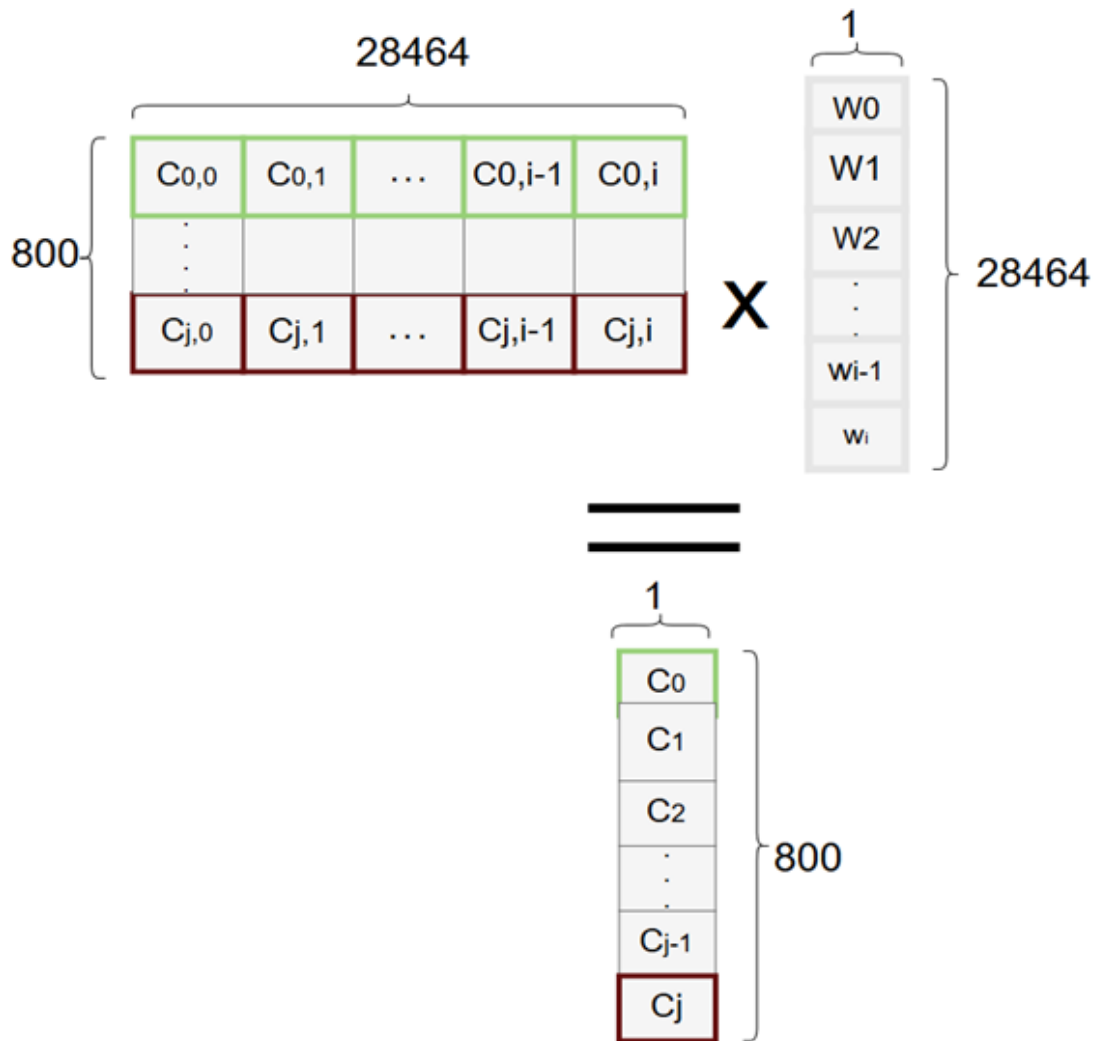 28464
1
C0,0 C0,1 ... C0,i-1 C0,i
800
Cj,0 Cj,1 ... Cj,i-1 Cj,i
X
W0
W1
W2
.
.
.
wi-1
wi
28464
=
1
C0
C1
C2
.
.
.
Cj-1
Cj
800